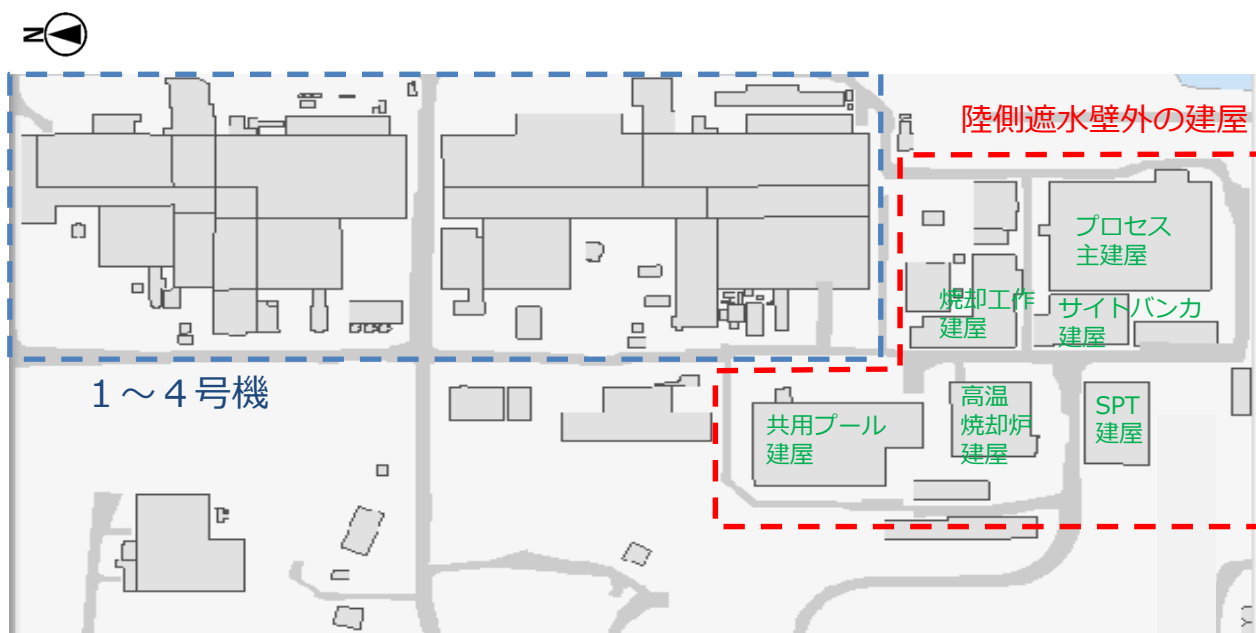 N
陸側遮水壁外の建屋
プロセス
主建屋
焼却工作
建屋
サイトバンカ
建屋
1~4号機
共用プール
建屋
高温
焼却炉
建屋
SPT
建屋